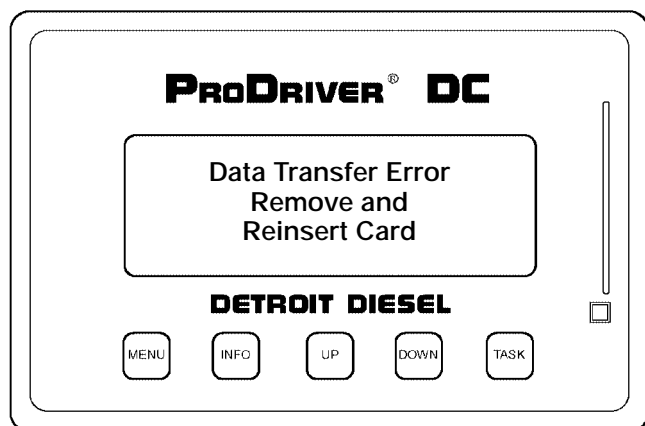 PRODRIVER® DC
Data Transfer Error
Remove and
Reinsert Card
DETROIT DIESEL
MENU INFO UP DOWN TASK